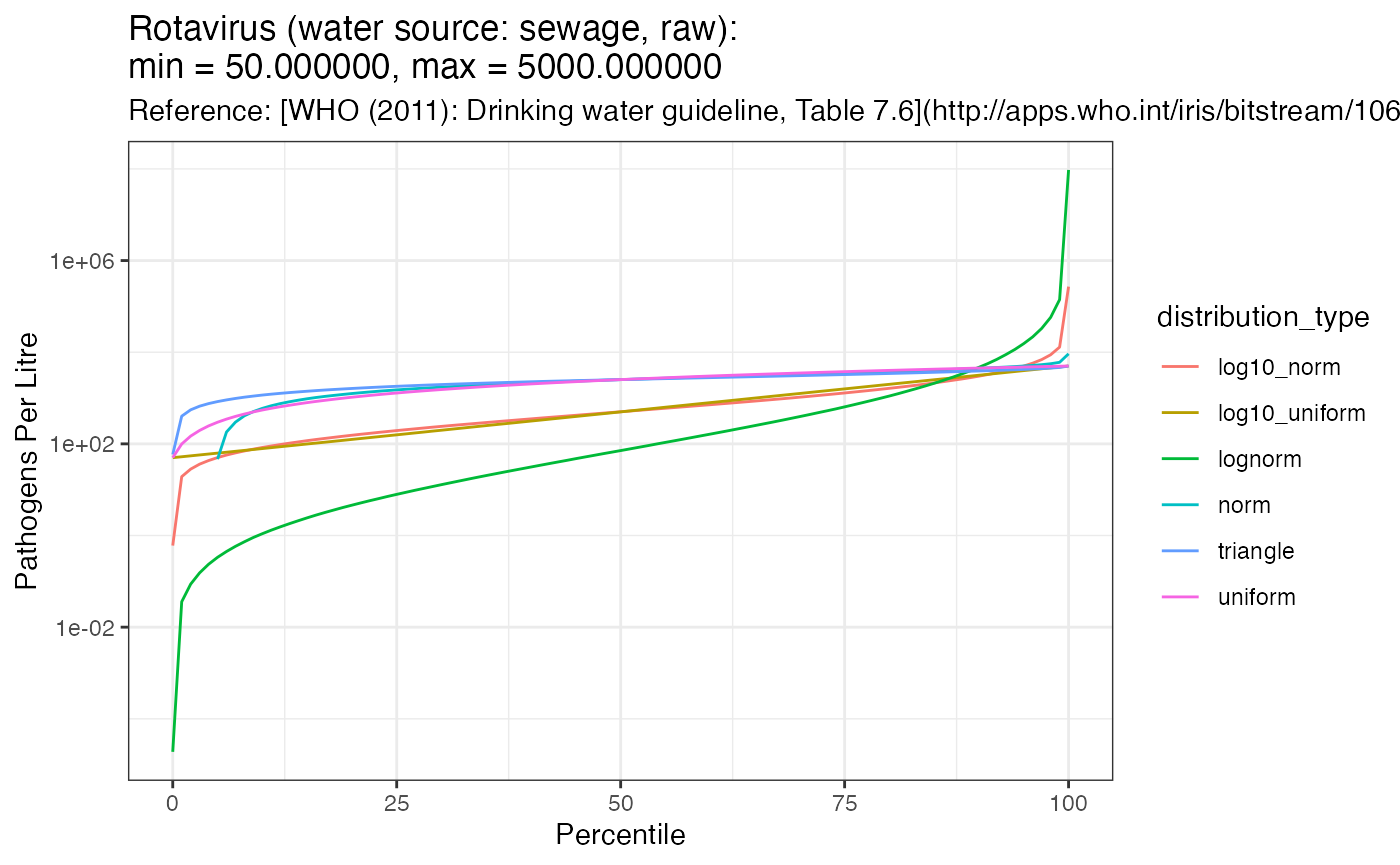 Rotavirus (water source: sewage, raw):
min = 50.000000, max = 5000.000000
Reference: [WHO (2011): Drinking water guideline, Table 7.6](http://apps.who.int/iris/bitstream/106
Pathogens Per Litre
1e+06
1e+02
1e-02
0 25 50 75 100
Percentile
distribution_type
log10_norm
log10_uniform
lognorm
norm
triangle
uniform